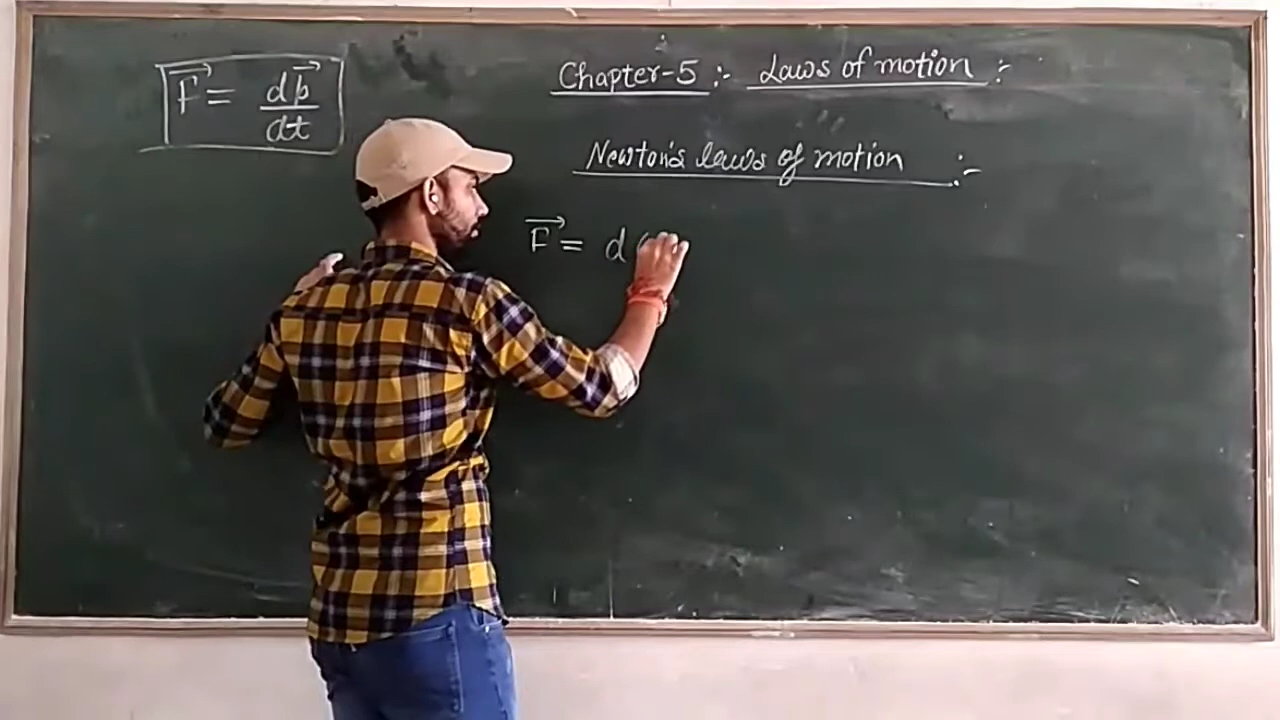 F⃗ = dp⃗/dt
Chapter-5 :- Laws of motion :-
Newton's laws of motion :-
F⃗ = d (